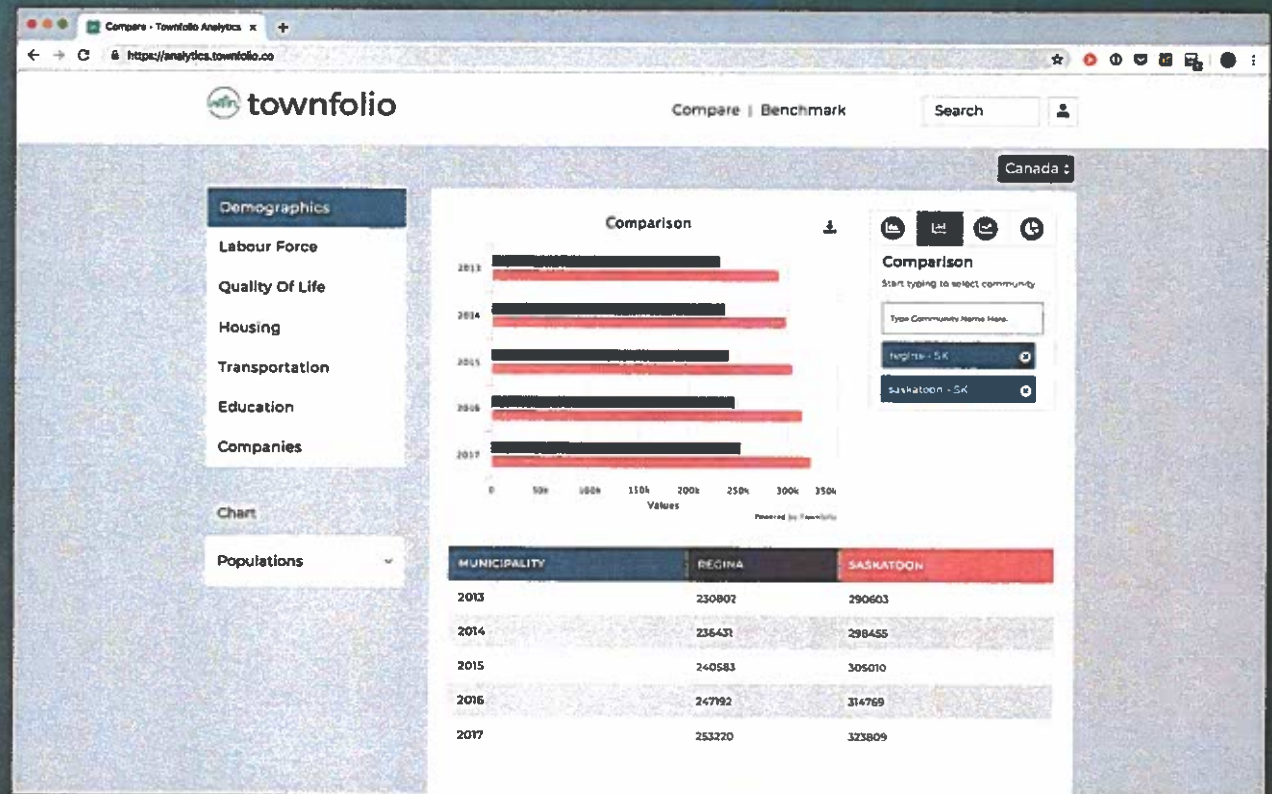 Compare - Townfolio Analytics x +
https://analytics.townfolio.co
townfolio
Compare | Benchmark
Search
Canada
Demographics
Labour Force
Quality Of Life
Housing
Transportation
Education
Companies
Chart
Populations
Comparison
2013
2014
2015
2016
2017
0 50k 100k 150k 200k 250k 300k 350k
Values
Powered by Townfolio
Comparison
Start typing to select community
Type Community Name Here.
regina - SK
saskatoon - SK
MUNICIPALITY REGINA SASKATOON
2013 230802 290603
2014 236431 298455
2015 240583 305010
2016 247192 314769
2017 253220 323809